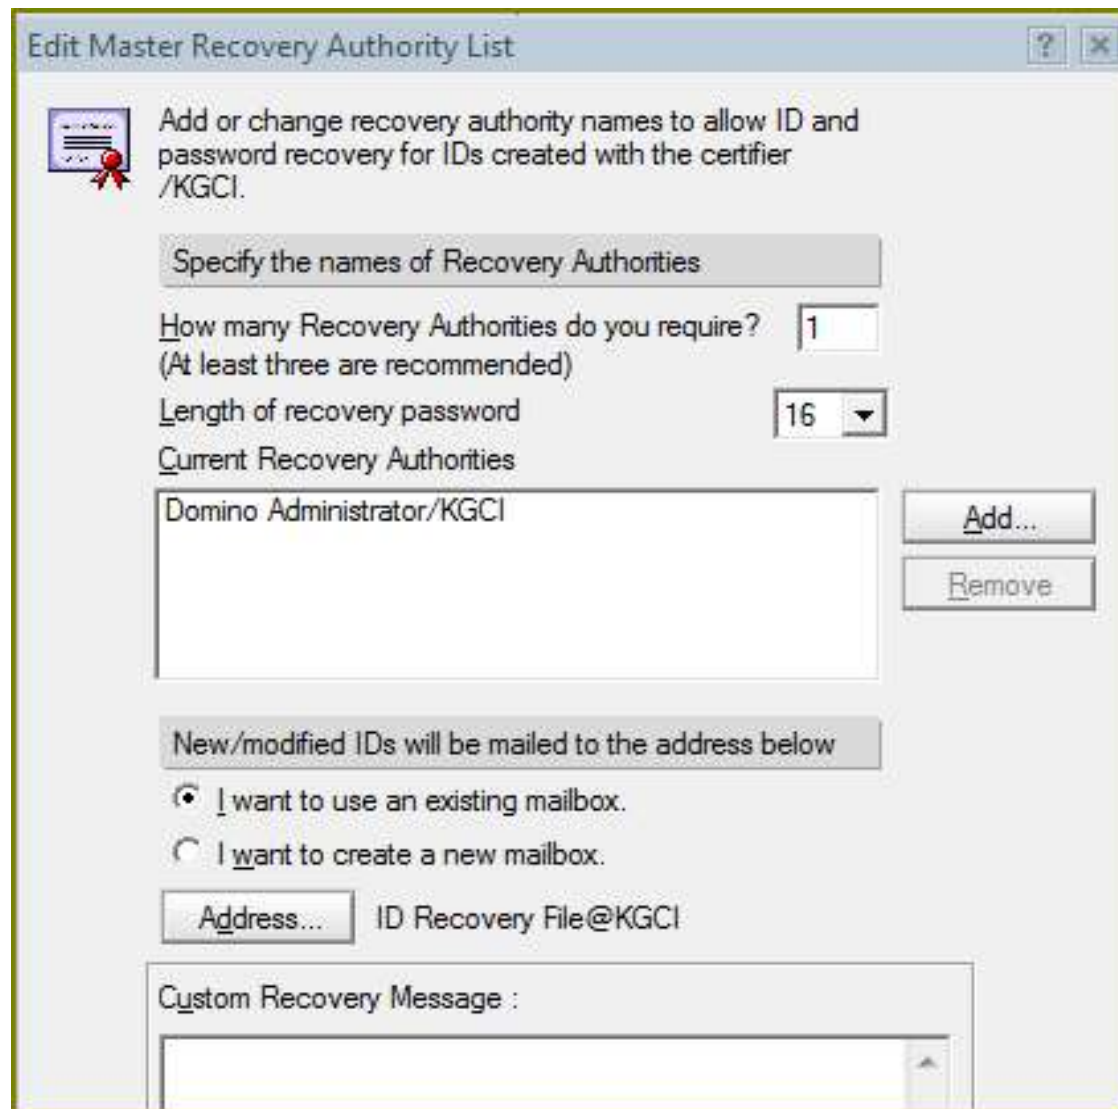 Edit Master Recovery Authority List
Add or change recovery authority names to allow ID and
password recovery for IDs created with the certifier
/KGCI.
Specify the names of Recovery Authorities
How many Recovery Authorities do you require? 1
(At least three are recommended)
Length of recovery password 16
Current Recovery Authorities
Domino Administrator/KGCI
Add...
Remove
New/modified IDs will be mailed to the address below
I want to use an existing mailbox.
I want to create a new mailbox.
Address... ID Recovery File@KGCI
Custom Recovery Message :